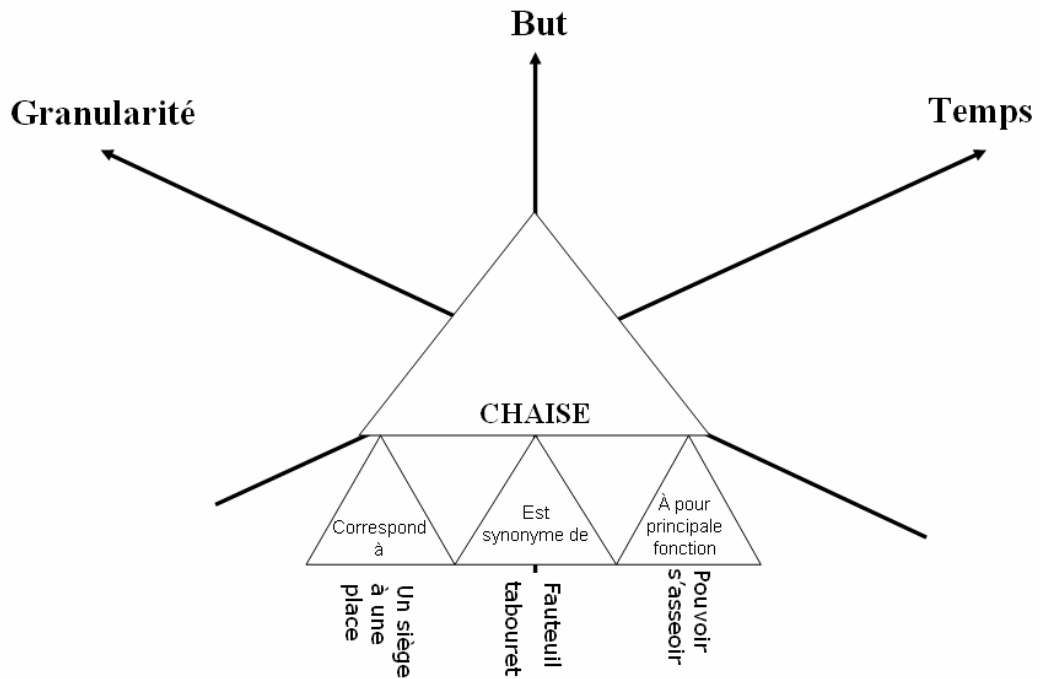 But
Granularité
Temps
CHAISE
Correspond
à
Est
synonyme de
À pour
principale
fonction
Un siège
à une
place
Fauteuil
tabouret
Pouvoir
s'asseoir